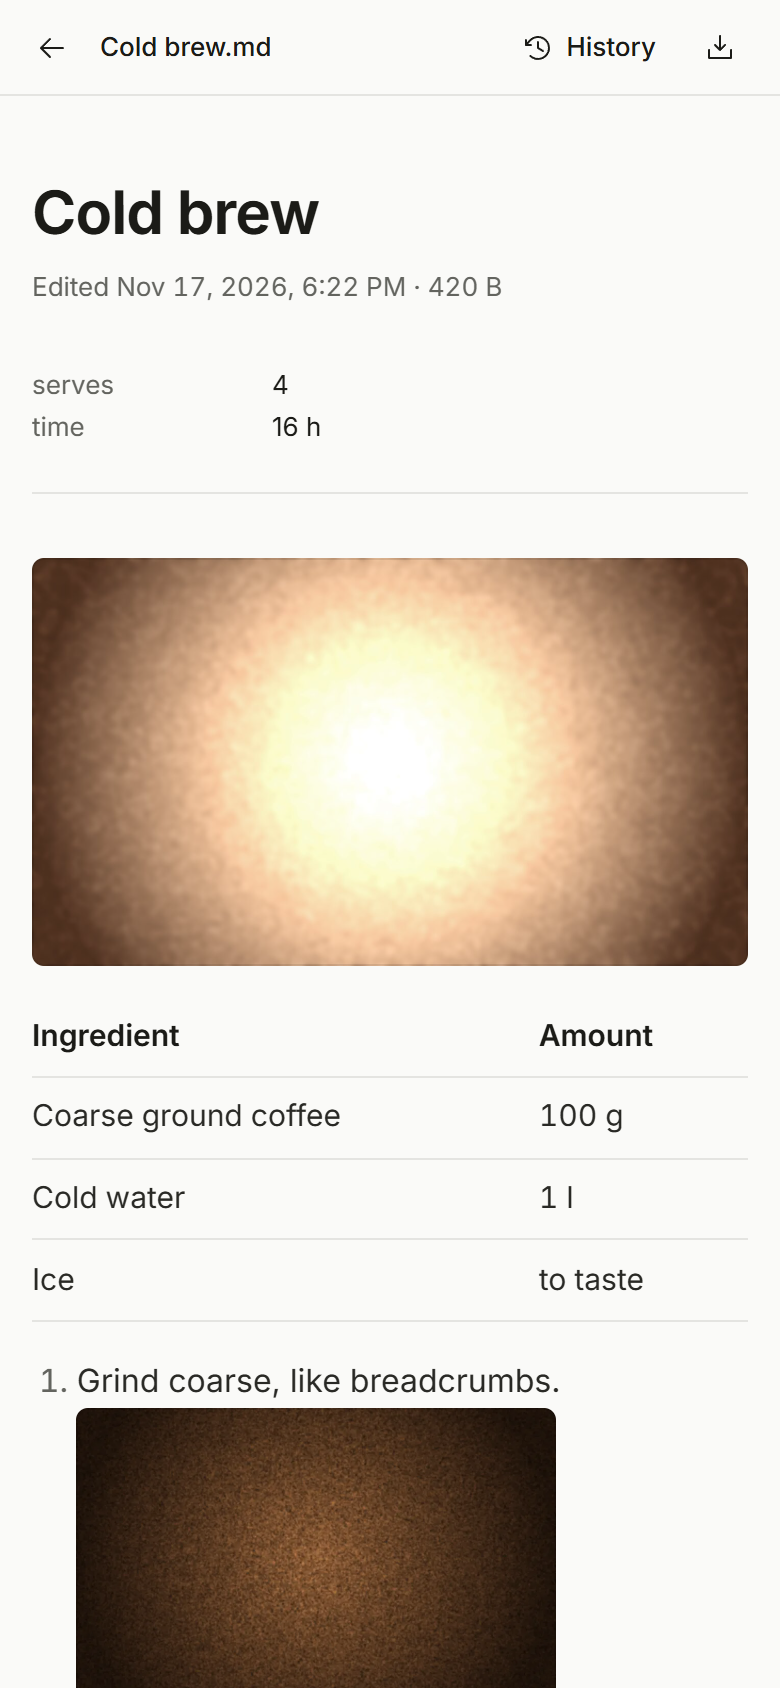 Cold brew.md
History
Cold brew
Edited Nov 17, 2026, 6:22 PM · 420 B
serves 4
time 16 h
Ingredient Amount
Coarse ground coffee 100 g
Cold water 1 l
Ice to taste
1. Grind coarse, like breadcrumbs.